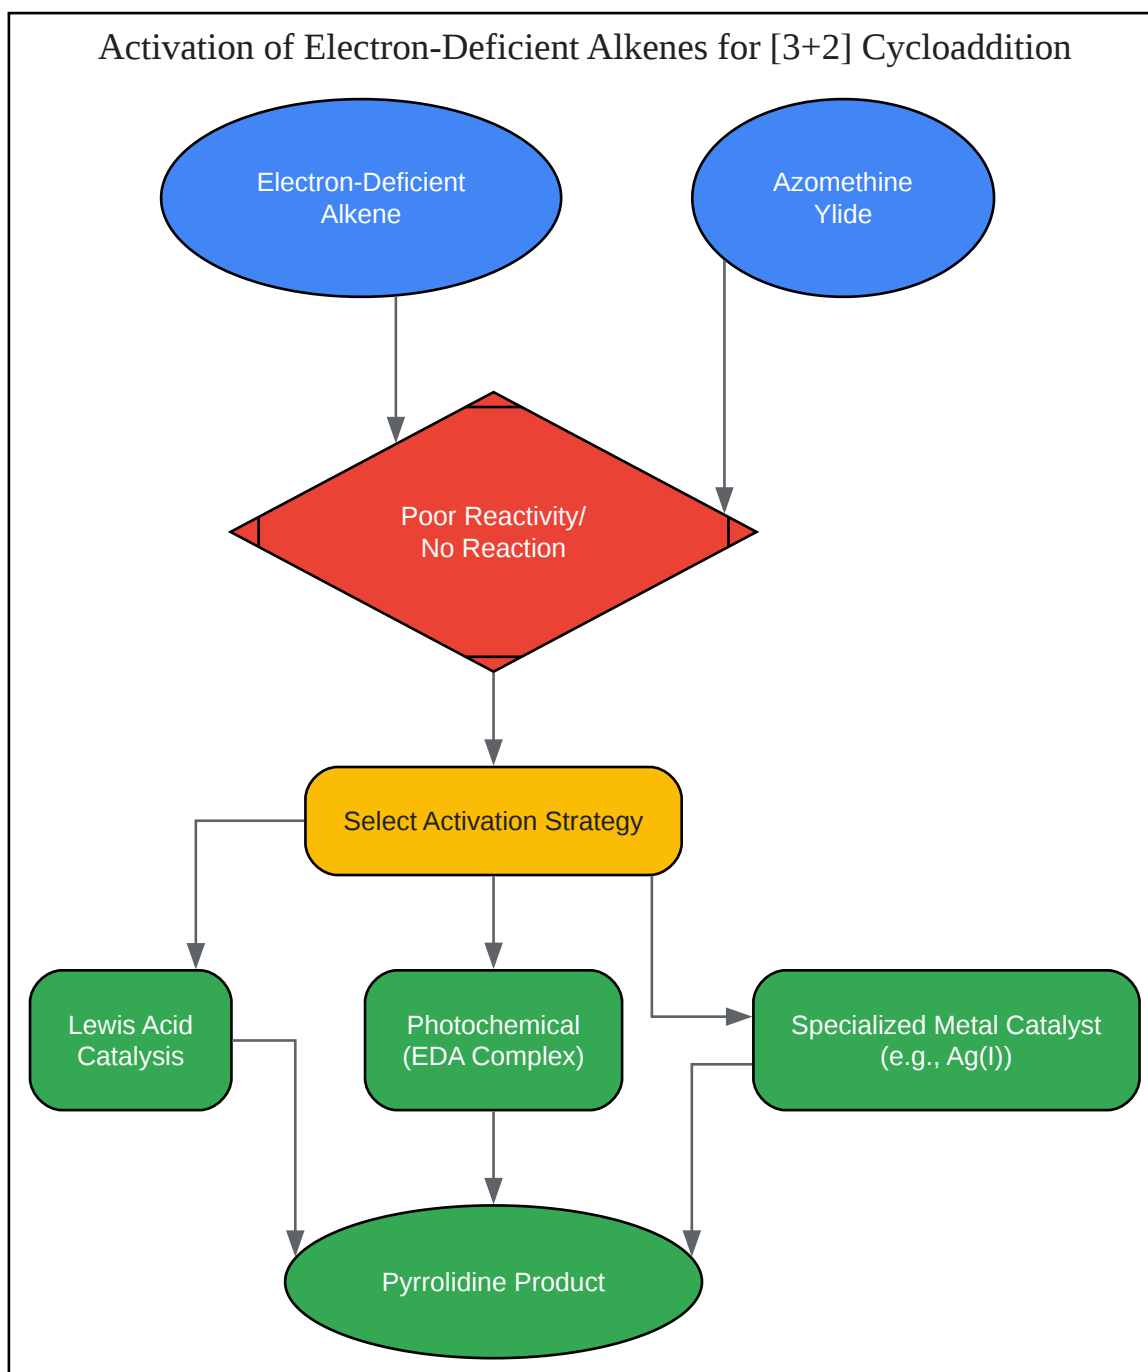 Activation of Electron-Deficient Alkenes for [3+2] Cycloaddition
Electron-Deficient
Alkene
Azomethine
Ylide
Poor Reactivity/
No Reaction
Select Activation Strategy
Lewis Acid
Catalysis
Photochemical
(EDA Complex)
Specialized Metal Catalyst
(e.g., Ag(I))
Pyrrolidine Product